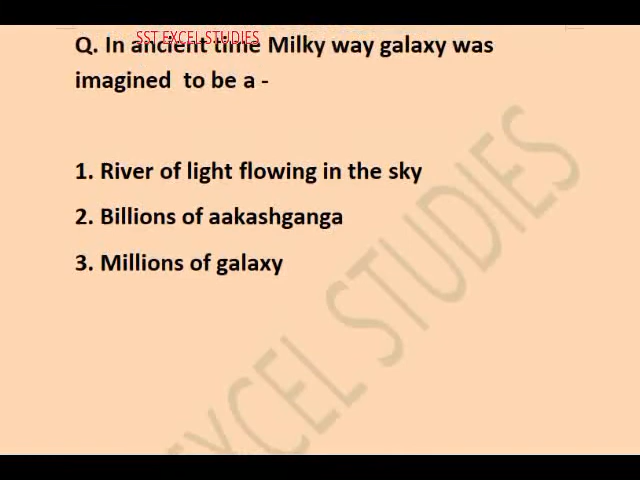 SST EXCEL STUDIES
Q. In ancient time Milky way galaxy was
imagined to be a -
1. River of light flowing in the sky
2. Billions of aakashganga
3. Millions of galaxy
EXCEL STUDIES